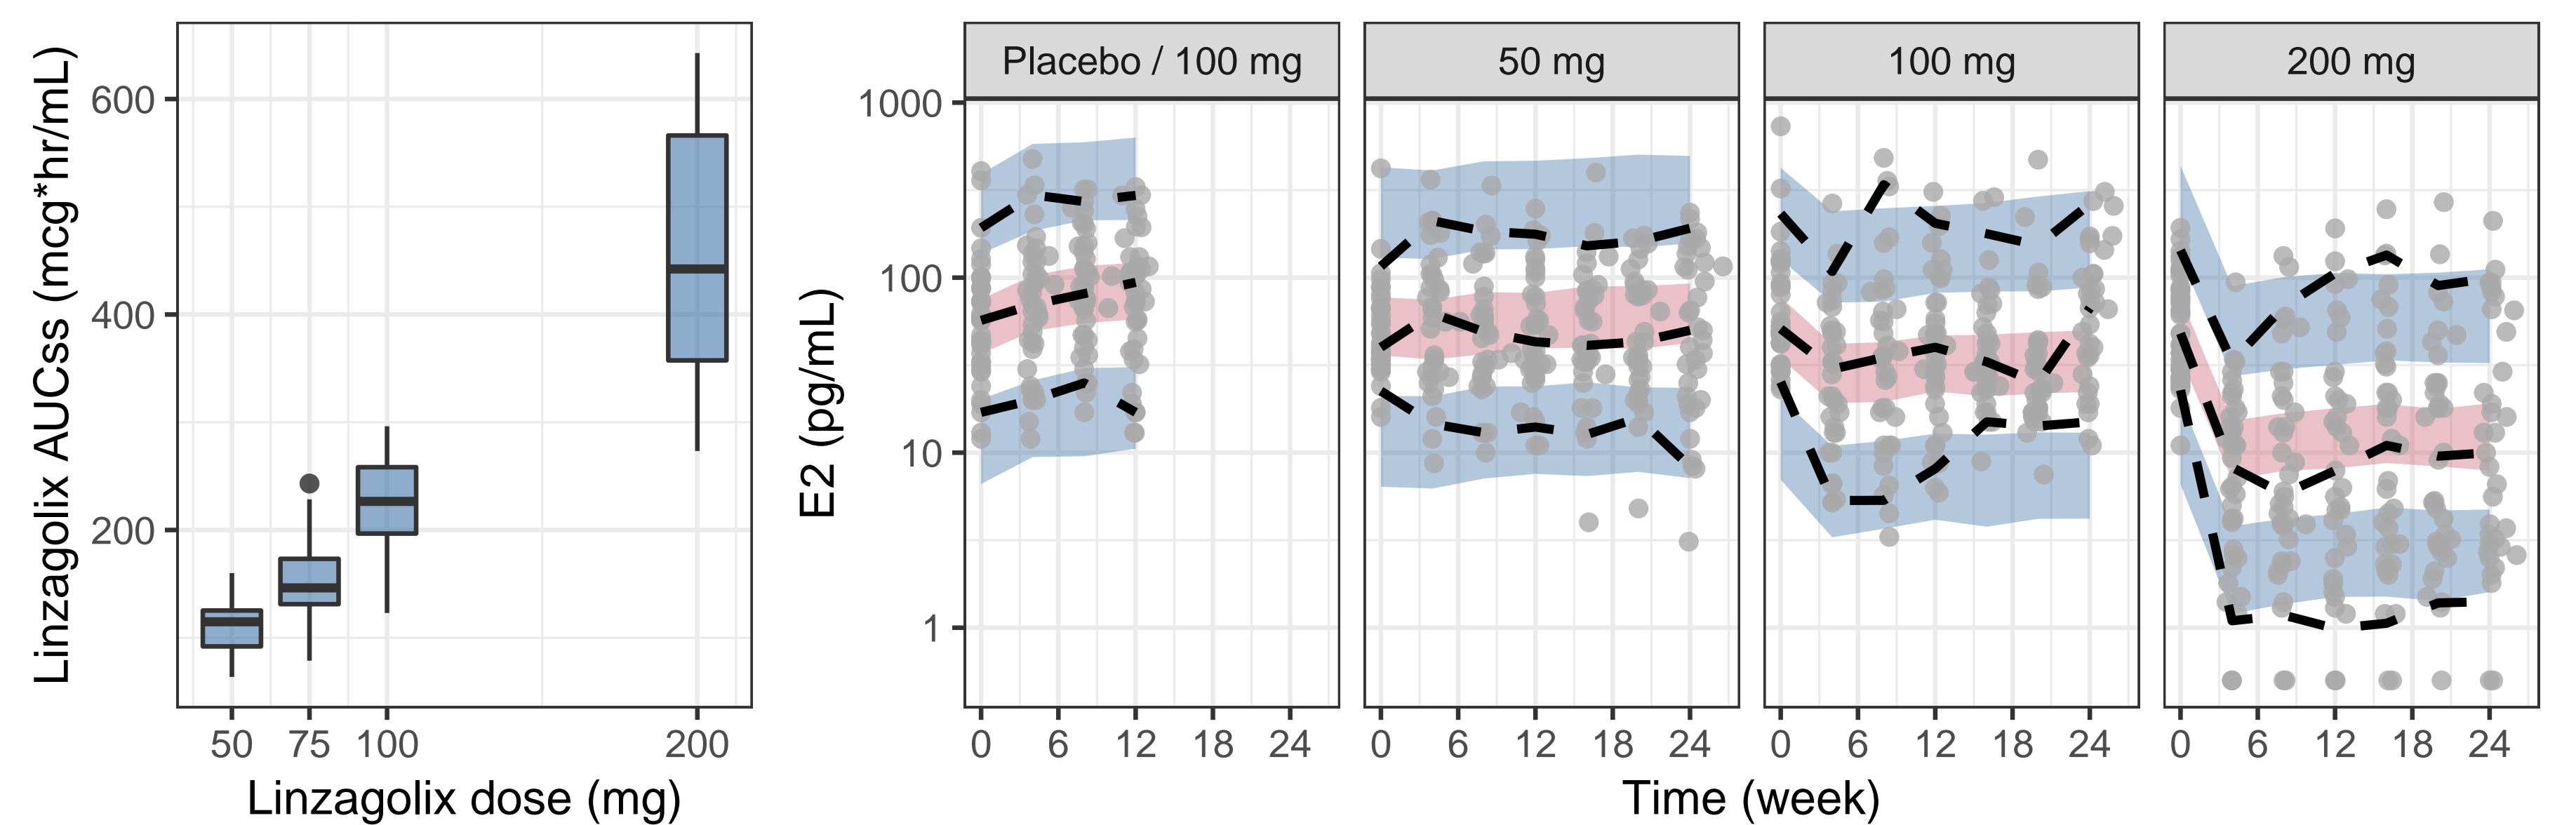 Linzagolix AUCss (mcg*hr/mL)
600
400
200
50 75 100 200
Linzagolix dose (mg)
E2 (pg/mL)
1000
100
10
1
Placebo / 100 mg
50 mg
100 mg
200 mg
0 6 12 18 24
0 6 12 18 24
0 6 12 18 24
0 6 12 18 24
Time (week)